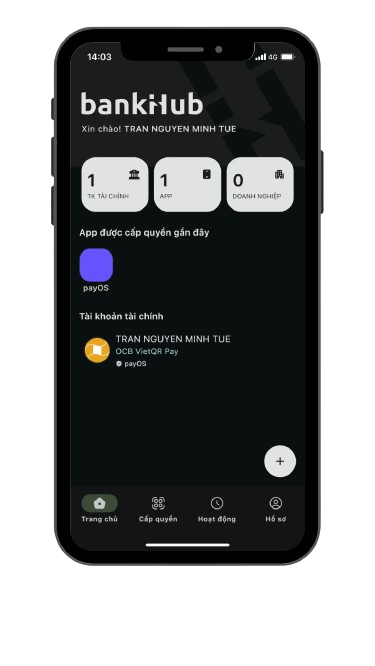 14:03
4G
bankHub
Xin chào! TRAN NGUYEN MINH TUE
1
TK TÀI CHÍNH
1
APP
0
DOANH NGHIỆP
App được cấp quyền gần đây
payOS
Tài khoản tài chính
TRAN NGUYEN MINH TUE
OCB VietQR Pay
payOS
+
Trang chủ
Cấp quyền
Hoạt động
Hồ sơ